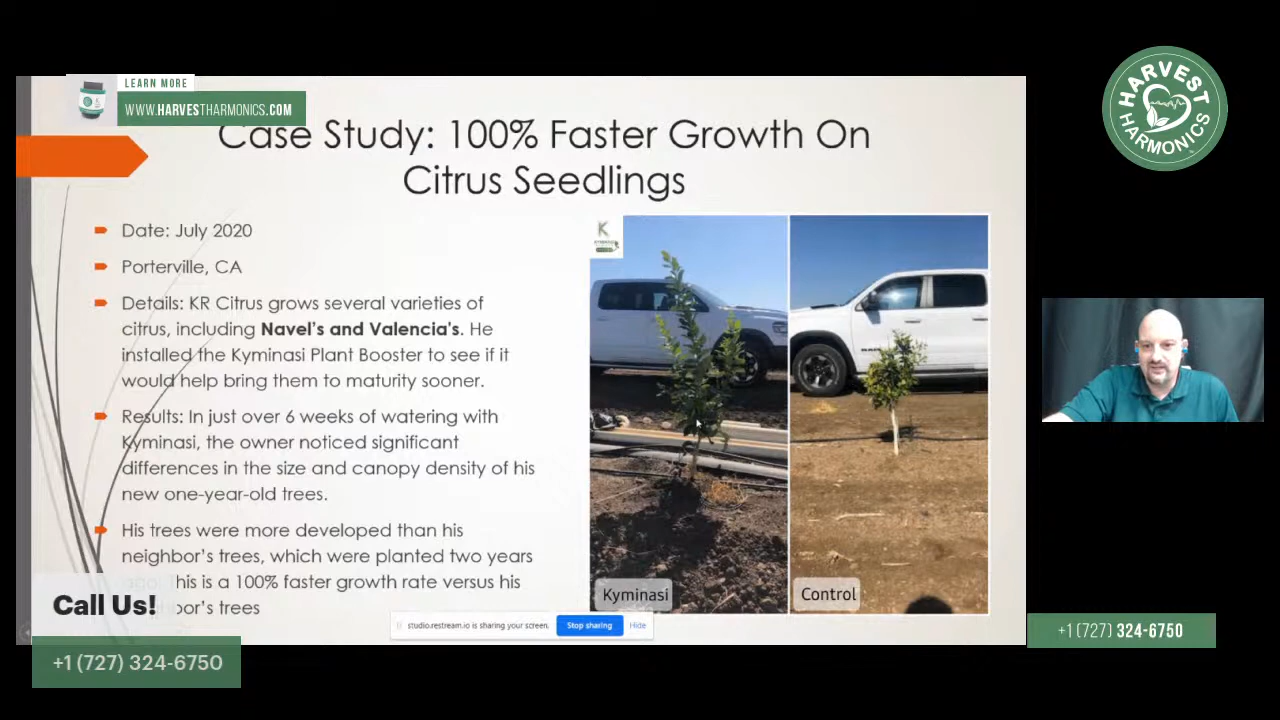 LEARN MORE
WWW.HARVESTHARMONICS.COM
Case Study: 100% Faster Growth On
Citrus Seedlings
Date: July 2020
Porterville, CA
Details: KR Citrus grows several varieties of
citrus, including Navel's and Valencia's. He
installed the Kyminasi Plant Booster to see if it
would help bring them to maturity sooner.
Results: In just over 6 weeks of watering with
Kyminasi, the owner noticed significant
differences in the size and canopy density of his
new one-year-old trees.
His trees were more developed than his
neighbor's trees, which were planted two years
ago. This is a 100% faster growth rate versus his
bor's trees
K
Kyminasi
Control
studio.restream.io is sharing your screen.
Stop sharing
Hide
Call Us!
+1 (727) 324-6750
HARVEST
HARMONICS
+1 (727) 324-6750